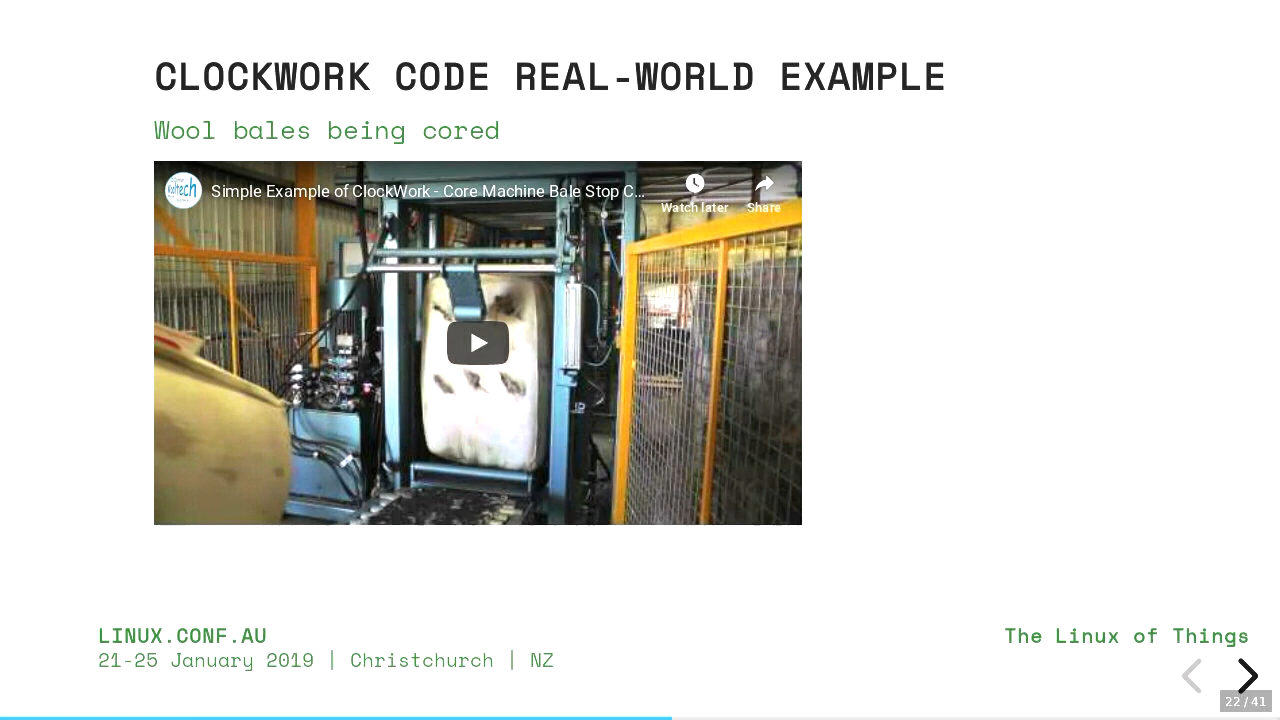 CLOCKWORK CODE REAL-WORLD EXAMPLE
Wool bales being cored
Wooltech
Simple Example of ClockWork - Core Machine Bale Stop C...
Watch later
Share
LINUX.CONF.AU
21-25 January 2019 | Christchurch | NZ
The Linux of Things
22 / 41